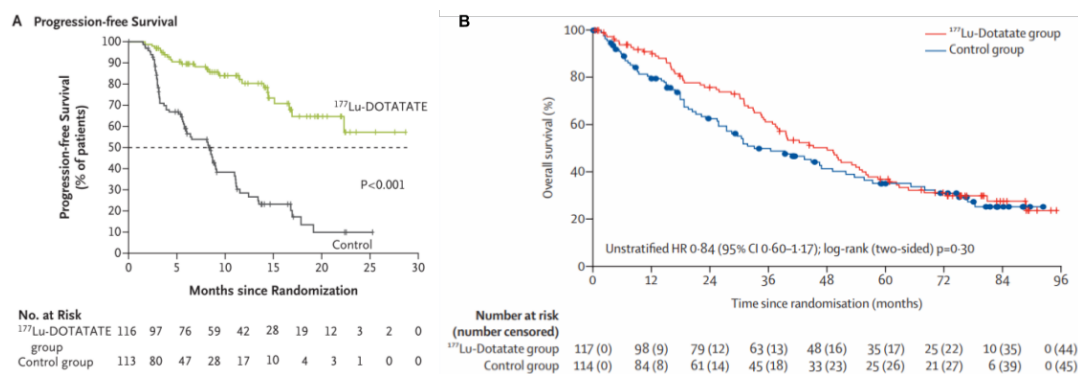 A Progression-free Survival
Progression-free Survival
(% of patients)
100
90
80
70
60
50
40
30
20
10
0
177Lu-DOTATATE
P<0.001
Control
0 5 10 15 20 25 30
Months since Randomization
No. at Risk
177Lu-DOTATATE group 116 97 76 59 42 28 19 12 3 2 0
Control group 113 80 47 28 17 10 4 3 1 0 0
B
Overall survival (%)
100
80
60
40
20
0
177Lu-Dotatate group
Control group
Unstratified HR 0·84 (95% CI 0·60–1·17); log-rank (two-sided) p=0·30
0 12 24 36 48 60 72 84 96
Time since randomisation (months)
Number at risk
(number censored)
177Lu-Dotatate group 117 (0) 98 (9) 79 (12) 63 (13) 48 (16) 35 (17) 25 (22) 10 (35) 0 (44)
Control group 114 (0) 84 (8) 61 (14) 45 (18) 33 (23) 25 (26) 21 (27) 6 (39) 0 (45)